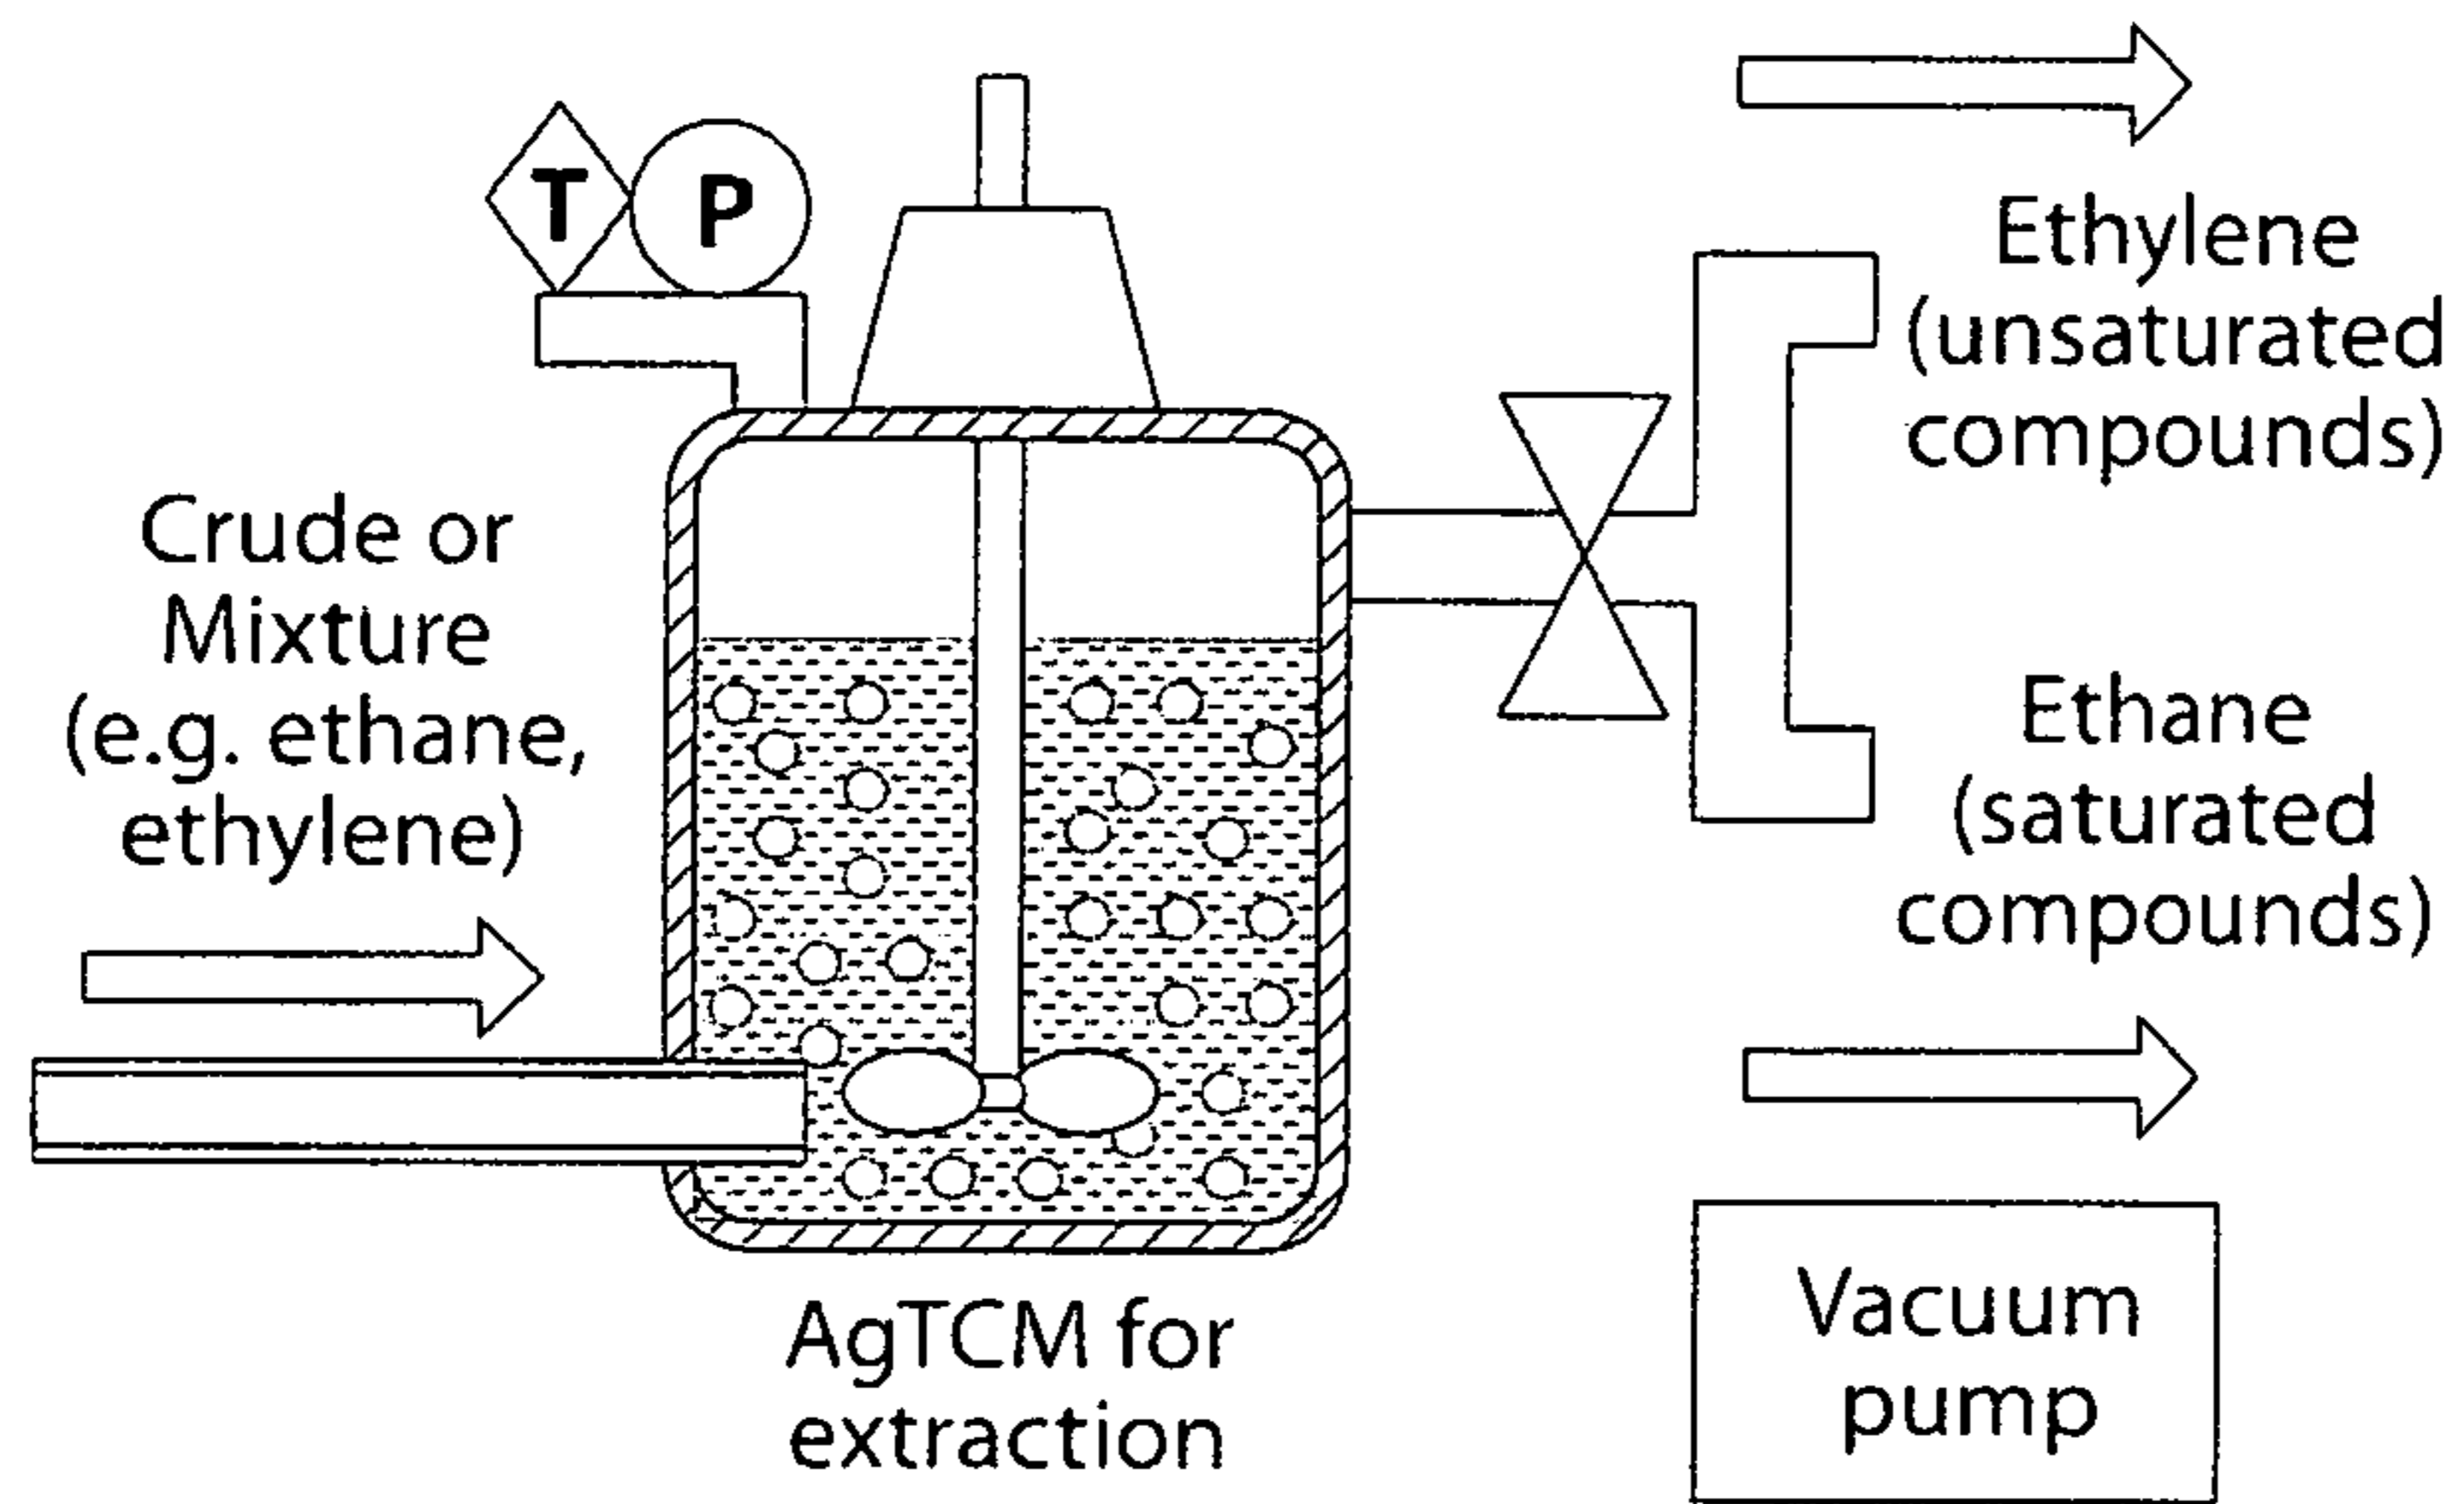 T
P
Crude or
Mixture
(e.g. ethane,
ethylene)
Ethylene
(unsaturated
compounds)
Ethane
(saturated
compounds)
AgTCM for
extraction
Vacuum
pump